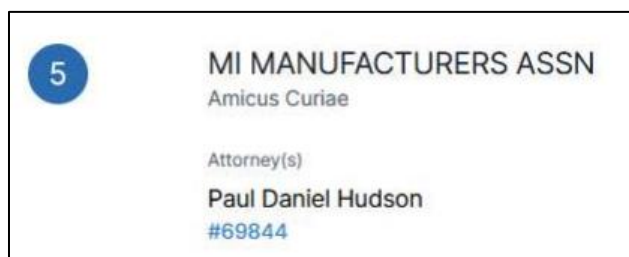 5
MI MANUFACTURERS ASSN
Amicus Curiae
Attorney(s)
Paul Daniel Hudson
#69844